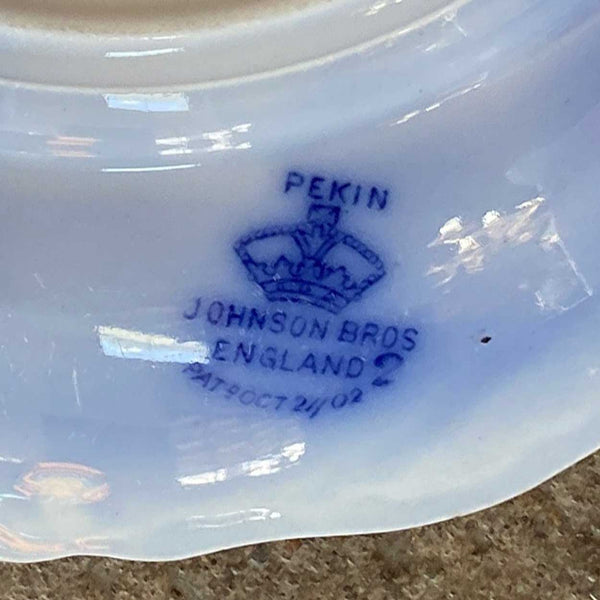 PEKIN
JOHNSON BROS
ENGLAND 2
PAT'D OCT 21/02